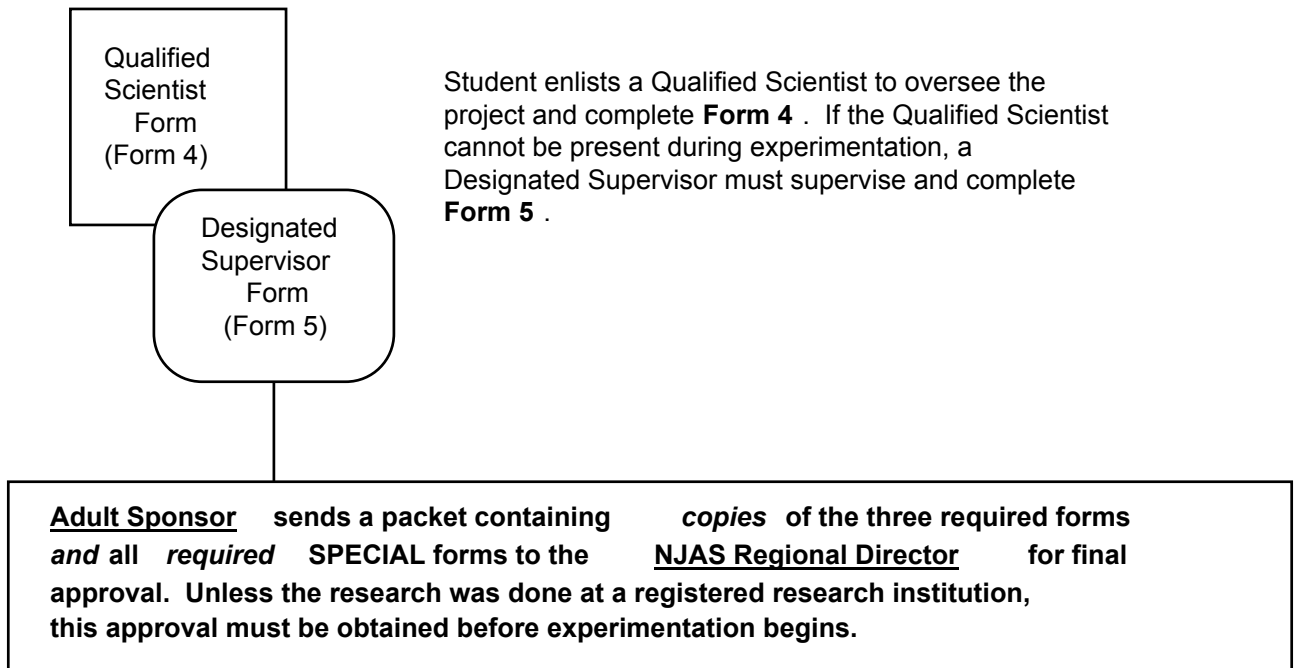 Qualified
Scientist
Form
(Form 4)
Student enlists a Qualified Scientist to oversee the
project and complete Form 4 . If the Qualified Scientist
cannot be present during experimentation, a
Designated Supervisor must supervise and complete
Form 5 .
Designated
Supervisor
Form
(Form 5)
Adult Sponsor sends a packet containing copies of the three required forms
and all required SPECIAL forms to the NJAS Regional Director for final
approval. Unless the research was done at a registered research institution,
this approval must be obtained before experimentation begins.